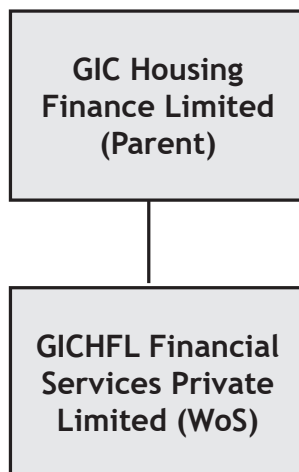 GIC Housing
Finance Limited
(Parent)
GICHFL Financial
Services Private
Limited (WoS)